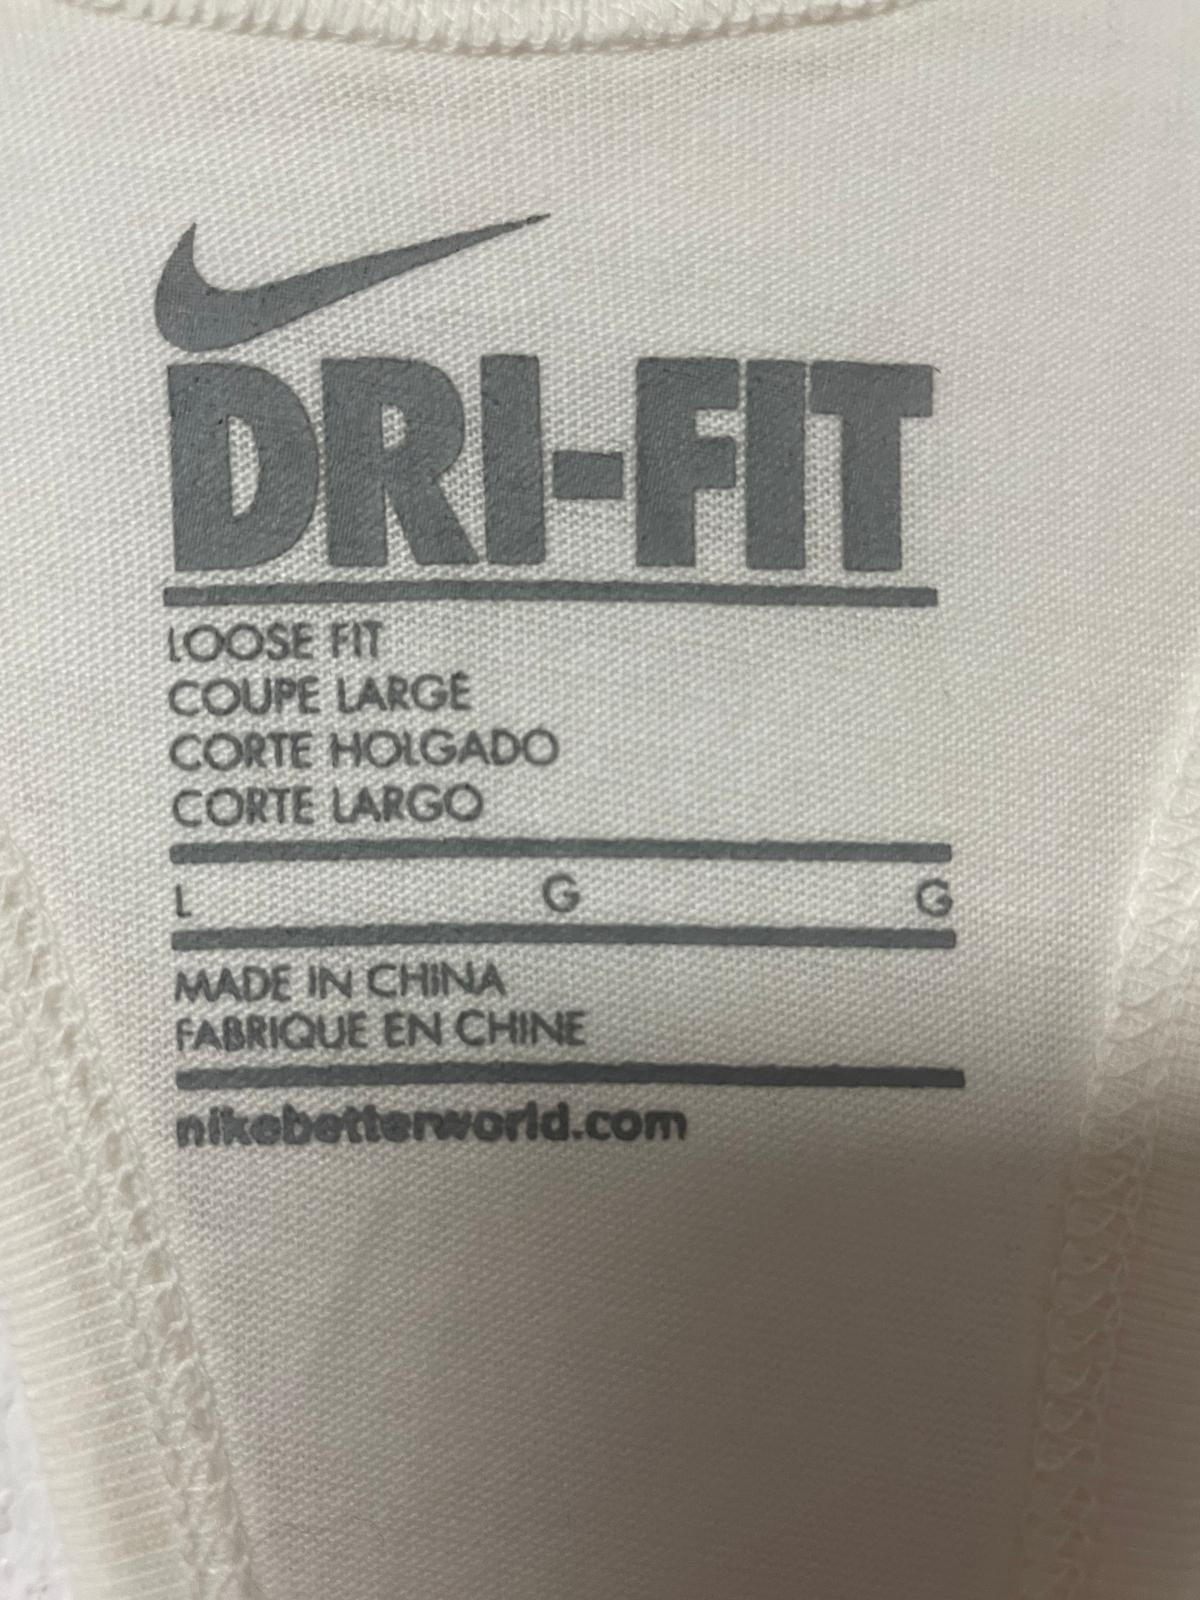 DRI-FIT
LOOSE FIT
COUPE LARGE
CORTE HOLGADO
CORTE LARGO
L G G
MADE IN CHINA
FABRIQUE EN CHINE
nikebetterworld.com